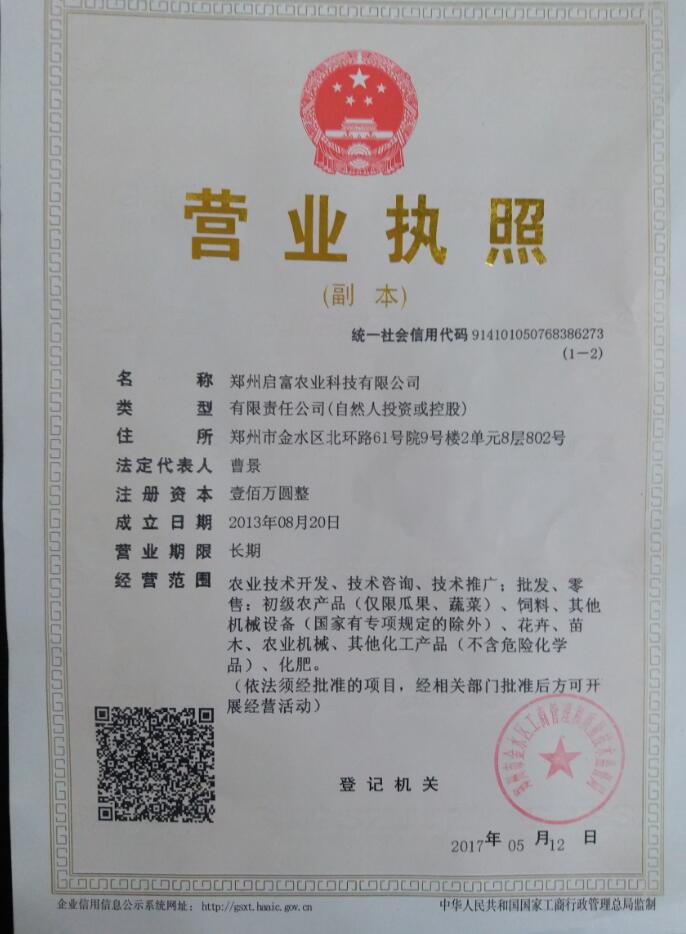 营业执照
(副 本)
统一社会信用代码 914101050768386273
(1-2)
名 称 郑州启富农业科技有限公司
类 型 有限责任公司(自然人投资或控股)
住 所 郑州市金水区北环路61号院9号楼2单元8层802号
法定代表人 曹景
注册资本 壹佰万圆整
成立日期 2013年08月20日
营业期限 长期
经营范围 农业技术开发、技术咨询、技术推广；批发、零
售：初级农产品（仅限瓜果、蔬菜）、饲料、其他
机械设备（国家有专项规定的除外）、花卉、苗
木、农业机械、其他化工产品（不含危险化学
品）、化肥。
（依法须经批准的项目，经相关部门批准后方可开
展经营活动）
登记机关
2017年 05 月12 日
企业信用信息公示系统网址：http://gsxt.haaic.gov.cn
中华人民共和国国家工商行政管理总局监制